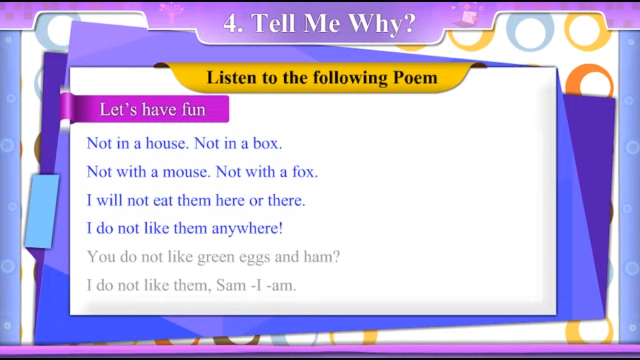 4. Tell Me Why?
Listen to the following Poem
Let's have fun
Not in a house. Not in a box.
Not with a mouse. Not with a fox.
I will not eat them here or there.
I do not like them anywhere!
You do not like green eggs and ham?
I do not like them, Sam -I -am.